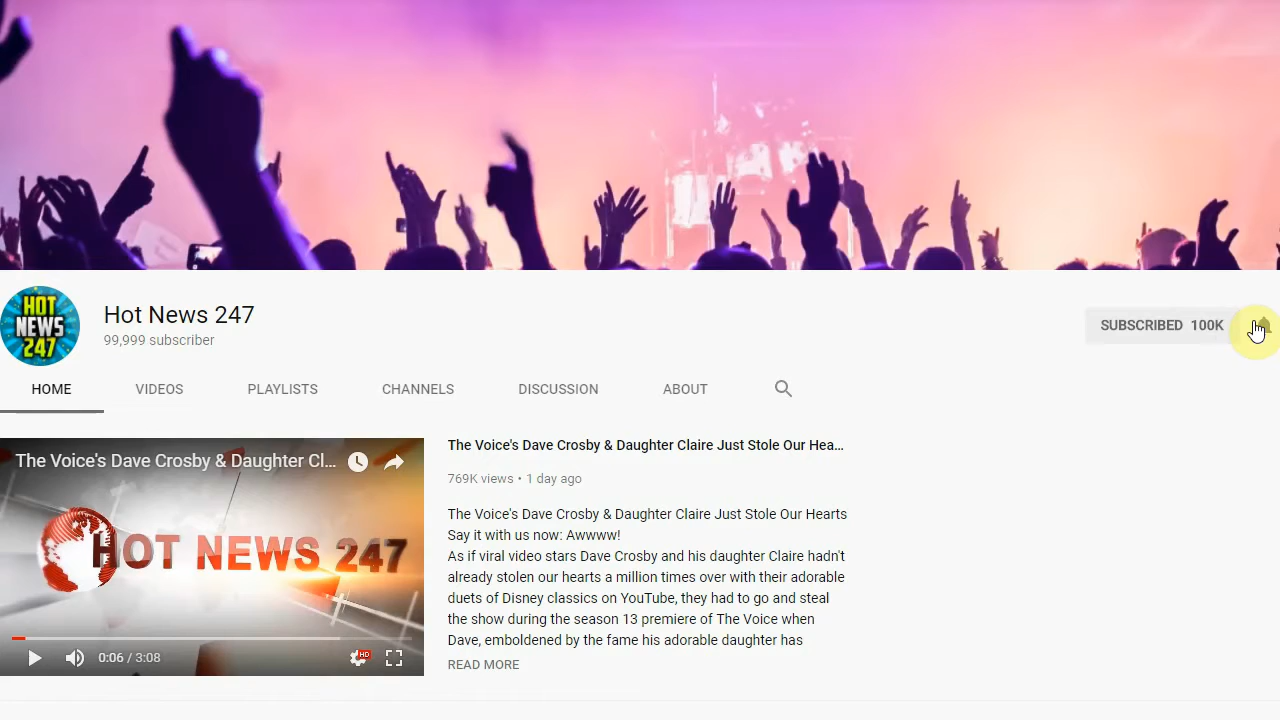 HOT
NEWS
247
Hot News 247
99,999 subscriber
SUBSCRIBED 100K
HOME VIDEOS PLAYLISTS CHANNELS DISCUSSION ABOUT
The Voice's Dave Crosby & Daughter Cl...
HOT NEWS 247
0:06 / 3:08
HD
The Voice's Dave Crosby & Daughter Claire Just Stole Our Hea...
769K views • 1 day ago
The Voice's Dave Crosby & Daughter Claire Just Stole Our Hearts
Say it with us now: Awwww!
As if viral video stars Dave Crosby and his daughter Claire hadn't
already stolen our hearts a million times over with their adorable
duets of Disney classics on YouTube, they had to go and steal
the show during the season 13 premiere of The Voice when
Dave, emboldened by the fame his adorable daughter has
READ MORE